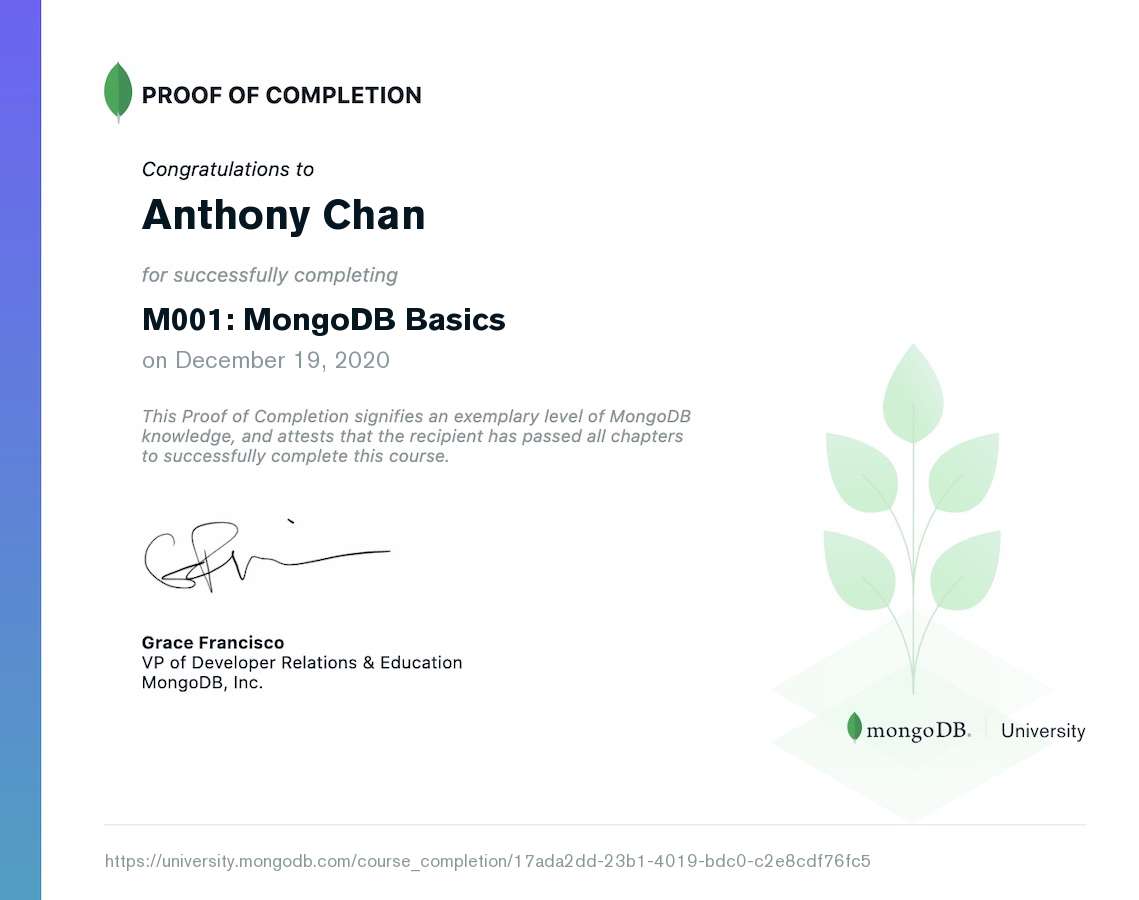 PROOF OF COMPLETION
Congratulations to
Anthony Chan
for successfully completing
M001: MongoDB Basics
on December 19, 2020
This Proof of Completion signifies an exemplary level of MongoDB
knowledge, and attests that the recipient has passed all chapters
to successfully complete this course.
Grace Francisco
VP of Developer Relations & Education
MongoDB, Inc.
mongoDB. University
https://university.mongodb.com/course_completion/17ada2dd-23b1-4019-bdc0-c2e8cdf76fc5